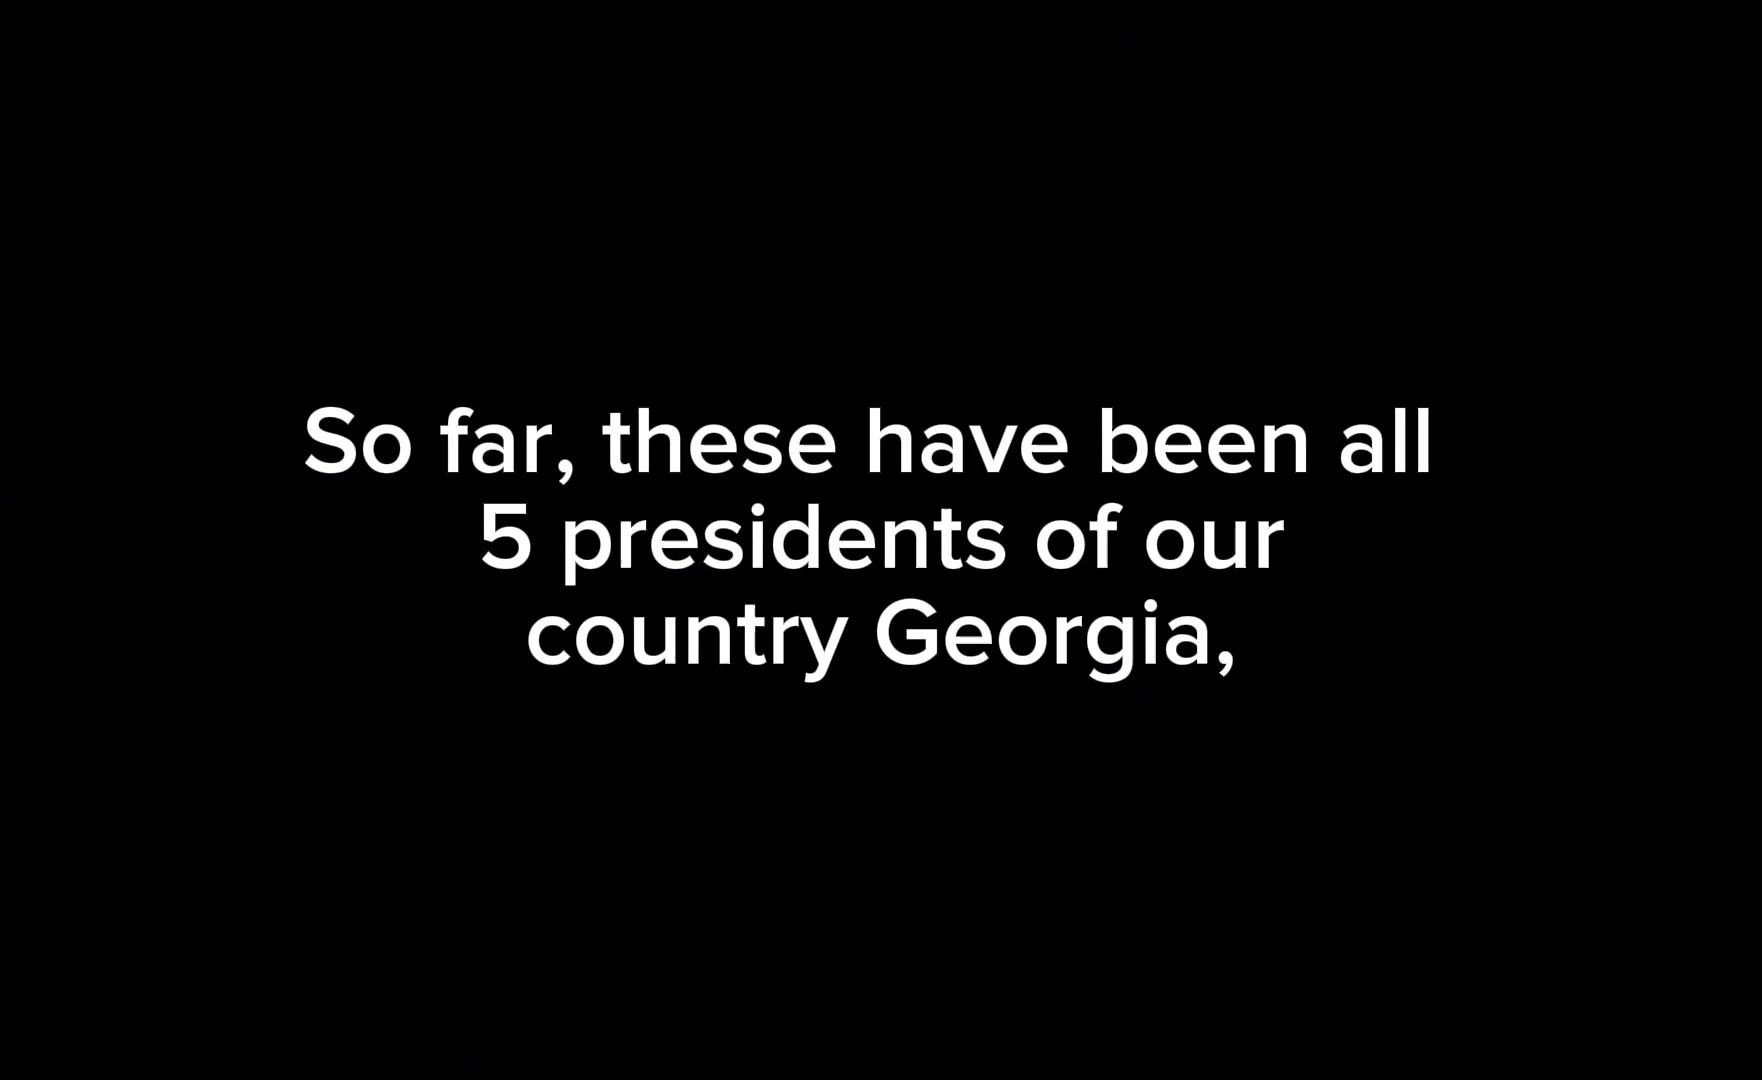 So far, these have been all
5 presidents of our
country Georgia,